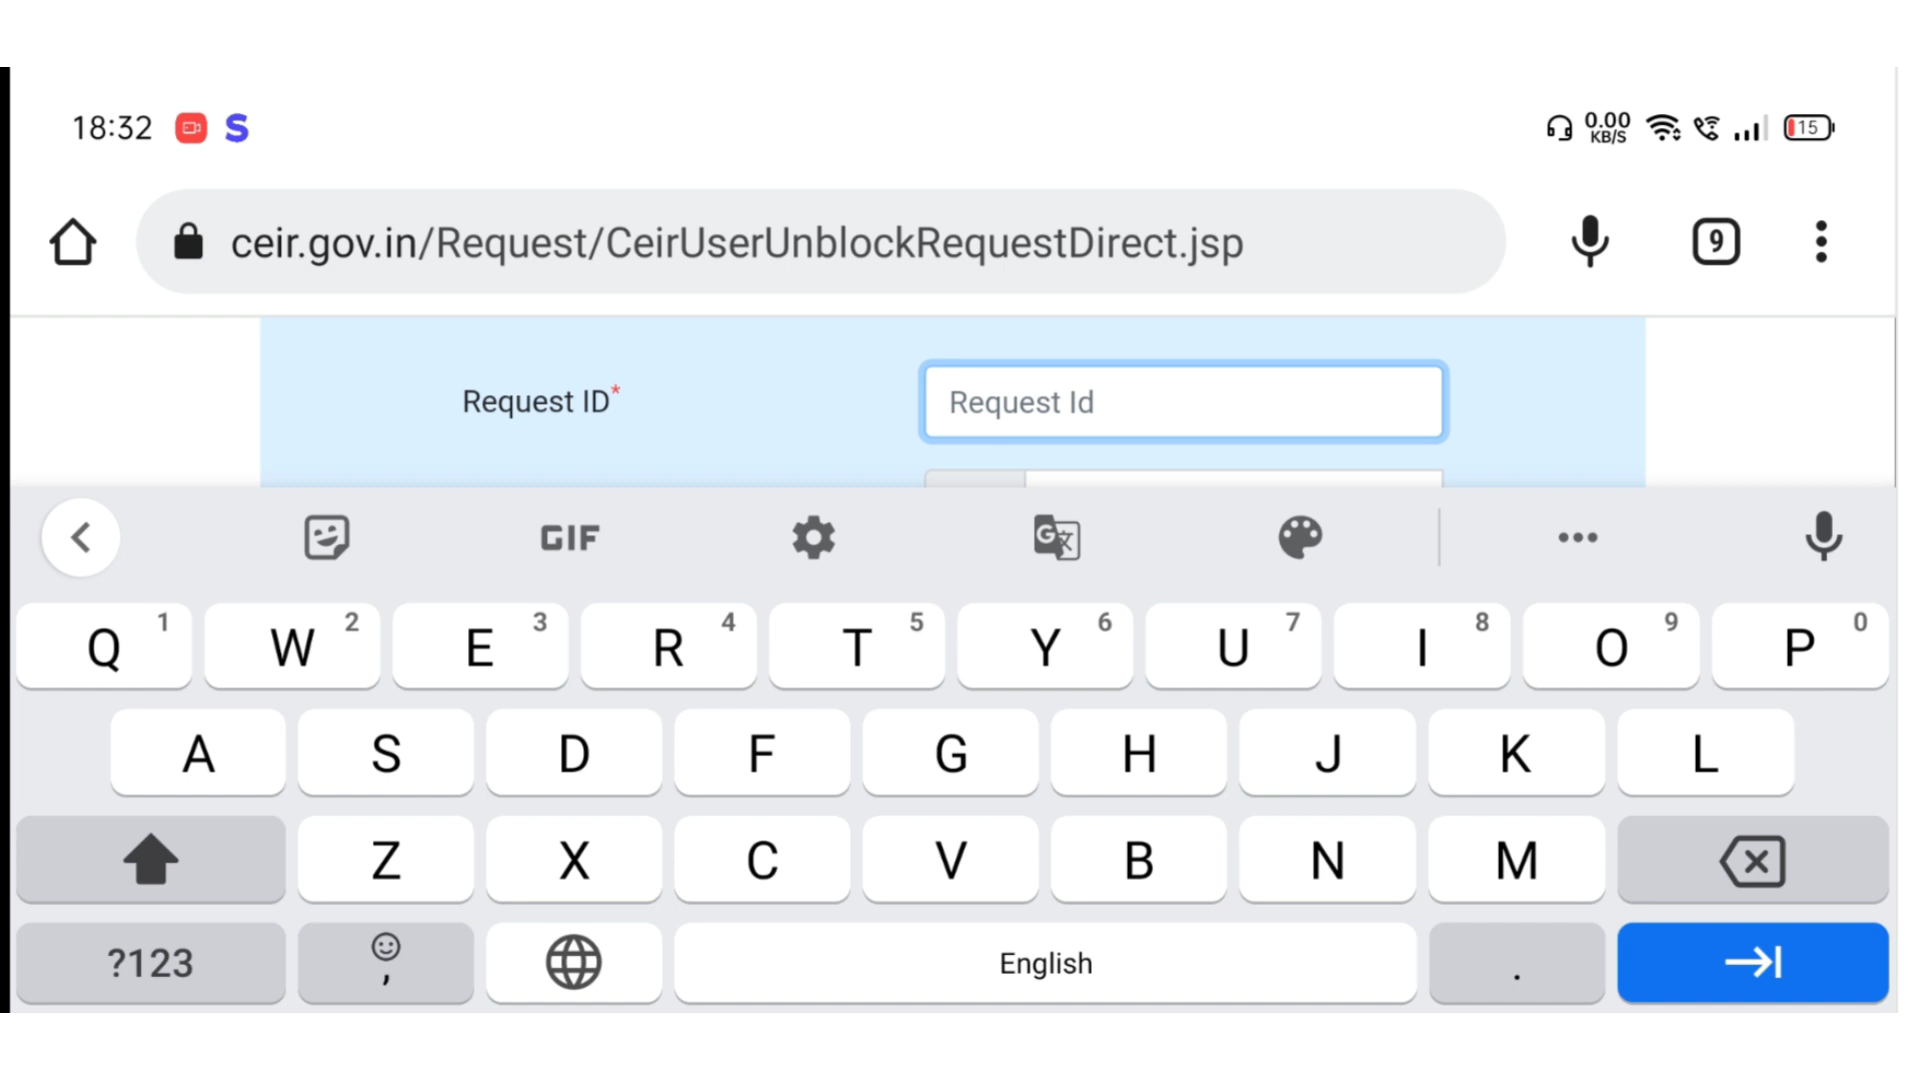 18:32 S 0.00 KB/S 15
ceir.gov.in/Request/CeirUserUnblockRequestDirect.jsp 9
Request ID* Request Id
GIF G 文
Q 1 W 2 E 3 R 4 T 5 Y 6 U 7 I 8 O 9 P 0
A S D F G H J K L
Z X C V B N M
?123 , English .